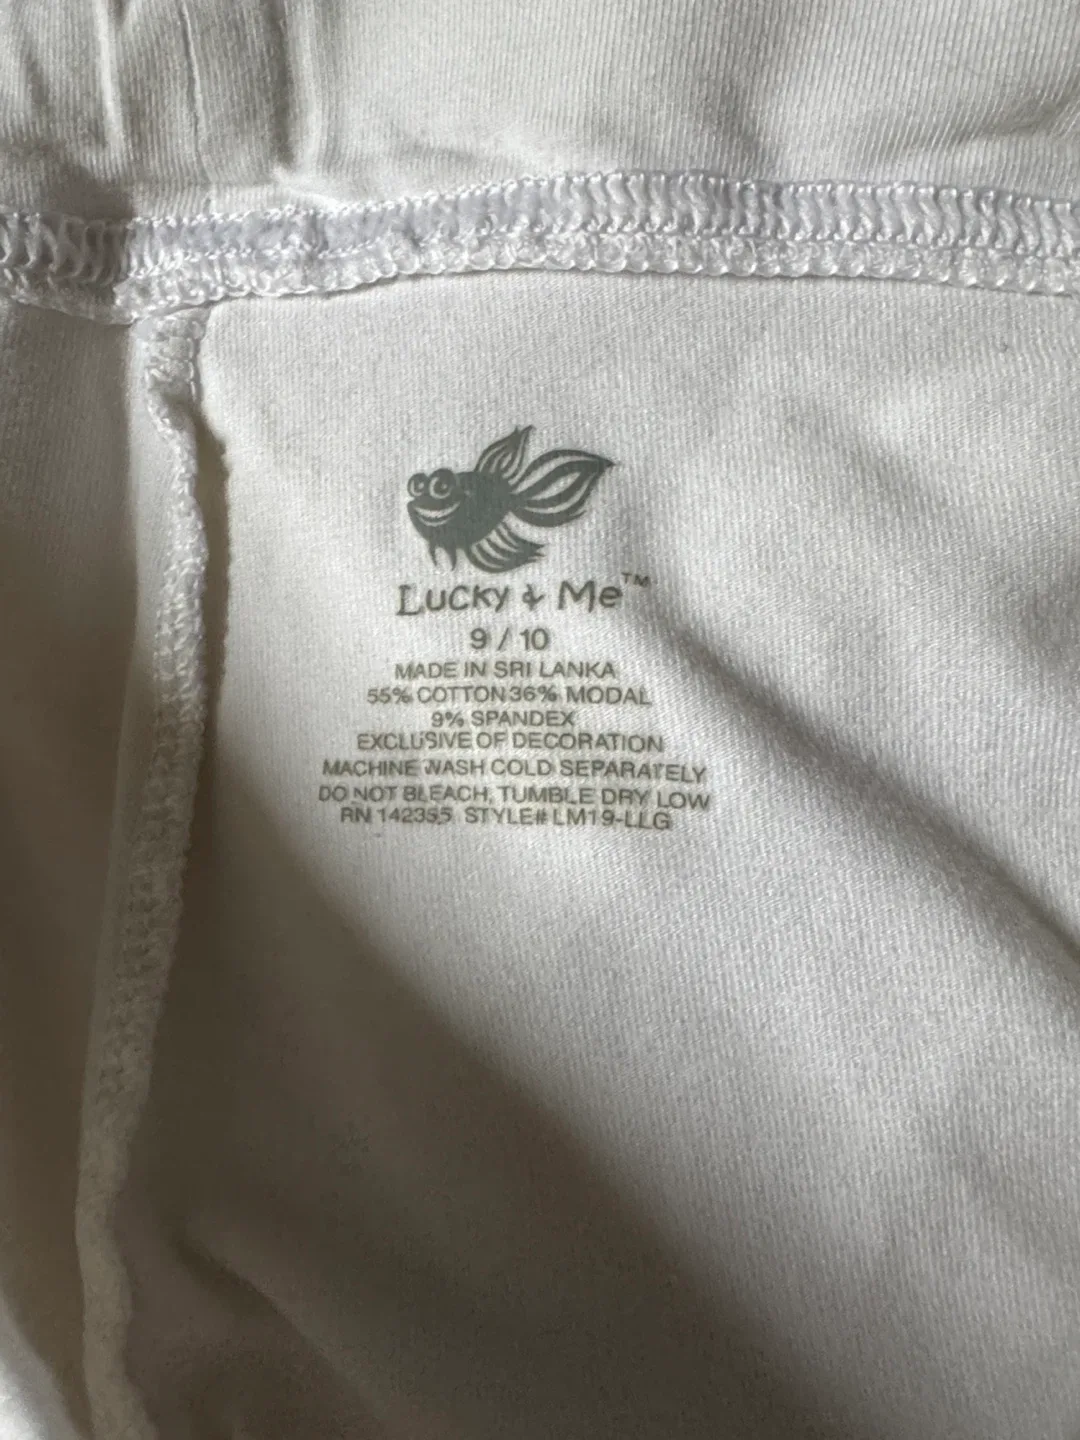 Lucky & Me™
9 / 10
MADE IN SRI LANKA
55% COTTON 36% MODAL
9% SPANDEX
EXCLUSIVE OF DECORATION
MACHINE WASH COLD SEPARATELY
DO NOT BLEACH, TUMBLE DRY LOW
RN 142355 STYLE# LM19-LLG